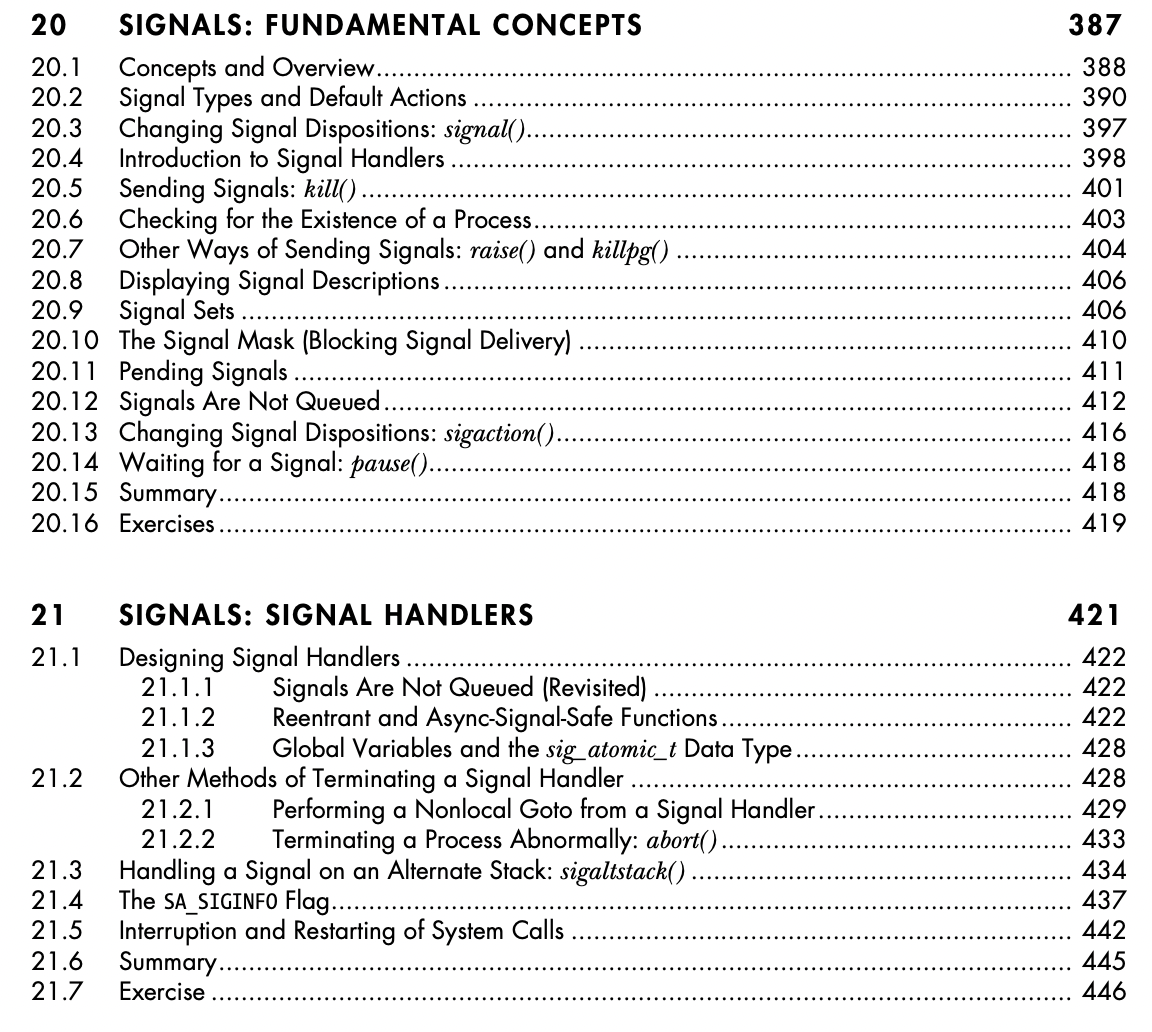 20 SIGNALS: FUNDAMENTAL CONCEPTS 387
20.1 Concepts and Overview........ 388
20.2 Signal Types and Default Actions ........ 390
20.3 Changing Signal Dispositions: signal()........ 397
20.4 Introduction to Signal Handlers ........ 398
20.5 Sending Signals: kill() ........ 401
20.6 Checking for the Existence of a Process........ 403
20.7 Other Ways of Sending Signals: raise() and killpg() ........ 404
20.8 Displaying Signal Descriptions ........ 406
20.9 Signal Sets ........ 406
20.10 The Signal Mask (Blocking Signal Delivery) ........ 410
20.11 Pending Signals ........ 411
20.12 Signals Are Not Queued ........ 412
20.13 Changing Signal Dispositions: sigaction()........ 416
20.14 Waiting for a Signal: pause()........ 418
20.15 Summary........ 418
20.16 Exercises ........ 419
21 SIGNALS: SIGNAL HANDLERS 421
21.1 Designing Signal Handlers ........ 422
21.1.1 Signals Are Not Queued (Revisited) ........ 422
21.1.2 Reentrant and Async-Signal-Safe Functions ........ 422
21.1.3 Global Variables and the sig_atomic_t Data Type ........ 428
21.2 Other Methods of Terminating a Signal Handler ........ 428
21.2.1 Performing a Nonlocal Goto from a Signal Handler ........ 429
21.2.2 Terminating a Process Abnormally: abort() ........ 433
21.3 Handling a Signal on an Alternate Stack: sigaltstack() ........ 434
21.4 The SA_SIGINFO Flag........ 437
21.5 Interruption and Restarting of System Calls ........ 442
21.6 Summary........ 445
21.7 Exercise ........ 446